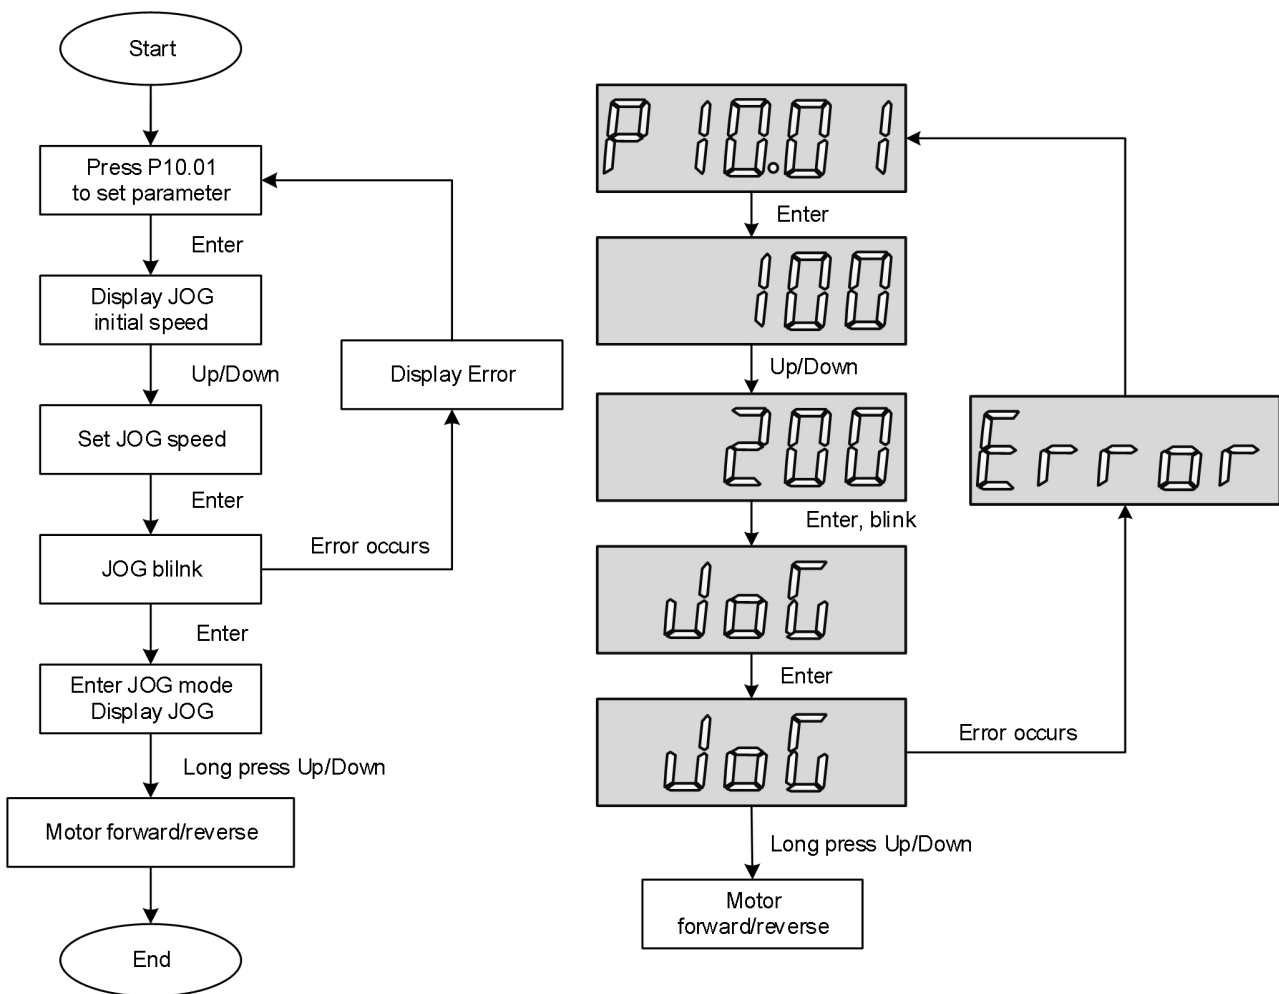 Start
Press P10.01
to set parameter
Enter
Display JOG
initial speed
Up/Down
Set JOG speed
Enter
JOG blilnk
Error occurs
Display Error
Enter
Enter JOG mode
Display JOG
Long press Up/Down
Motor forward/reverse
End
P10.01
Enter
100
Up/Down
200
Enter, blink
JoG
Enter
JoG
Error occurs
Error
Long press Up/Down
Motor
forward/reverse